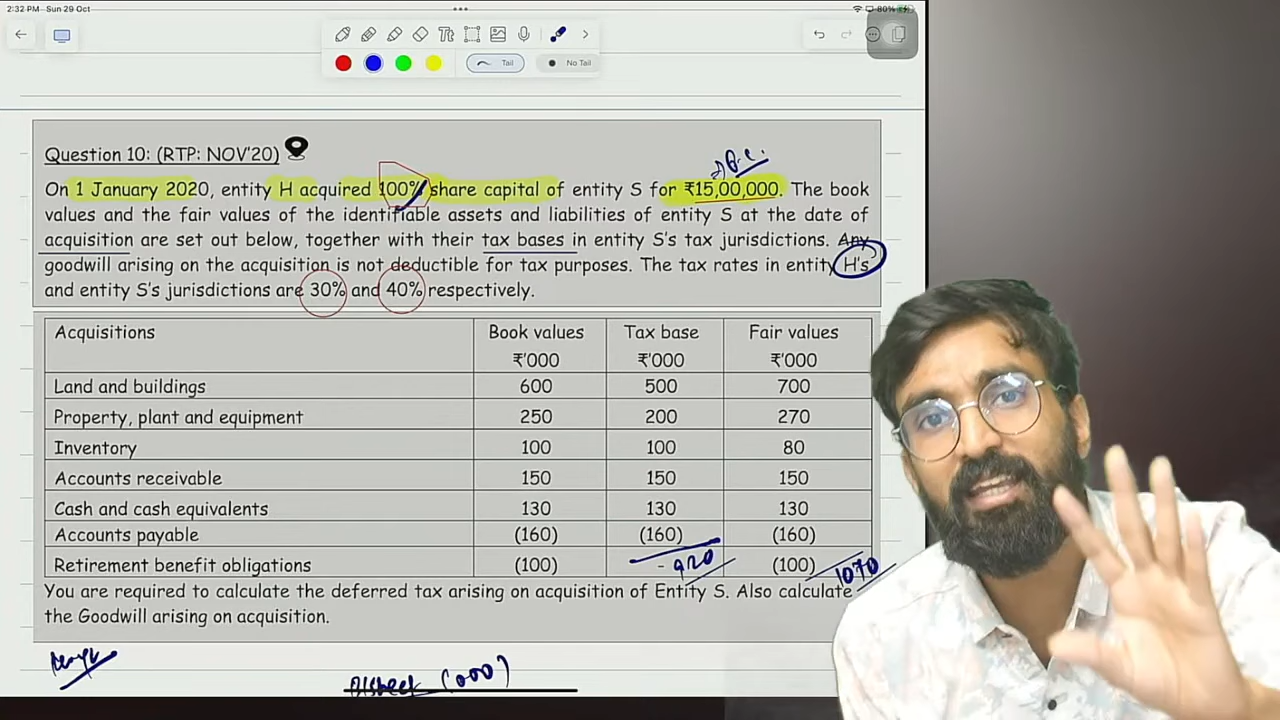 2:32 PM Sun 29 Oct
80%
Tail
No Tail
Question 10: (RTP: NOV'20)
On 1 January 2020, entity H acquired 100% share capital of entity S for ₹15,00,000. The book
values and the fair values of the identifiable assets and liabilities of entity S at the date of
acquisition are set out below, together with their tax bases in entity S's tax jurisdictions. Any
goodwill arising on the acquisition is not deductible for tax purposes. The tax rates in entity H's
and entity S's jurisdictions are 30% and 40% respectively.
Acquisitions Book values Tax base Fair values
₹'000 ₹'000 ₹'000
Land and buildings 600 500 700
Property, plant and equipment 250 200 270
Inventory 100 100 80
Accounts receivable 150 150 150
Cash and cash equivalents 130 130 130
Accounts payable (160) (160) (160)
Retirement benefit obligations (100) - (100)
920 1070
You are required to calculate the deferred tax arising on acquisition of Entity S. Also calculate
the Goodwill arising on acquisition.
(000)